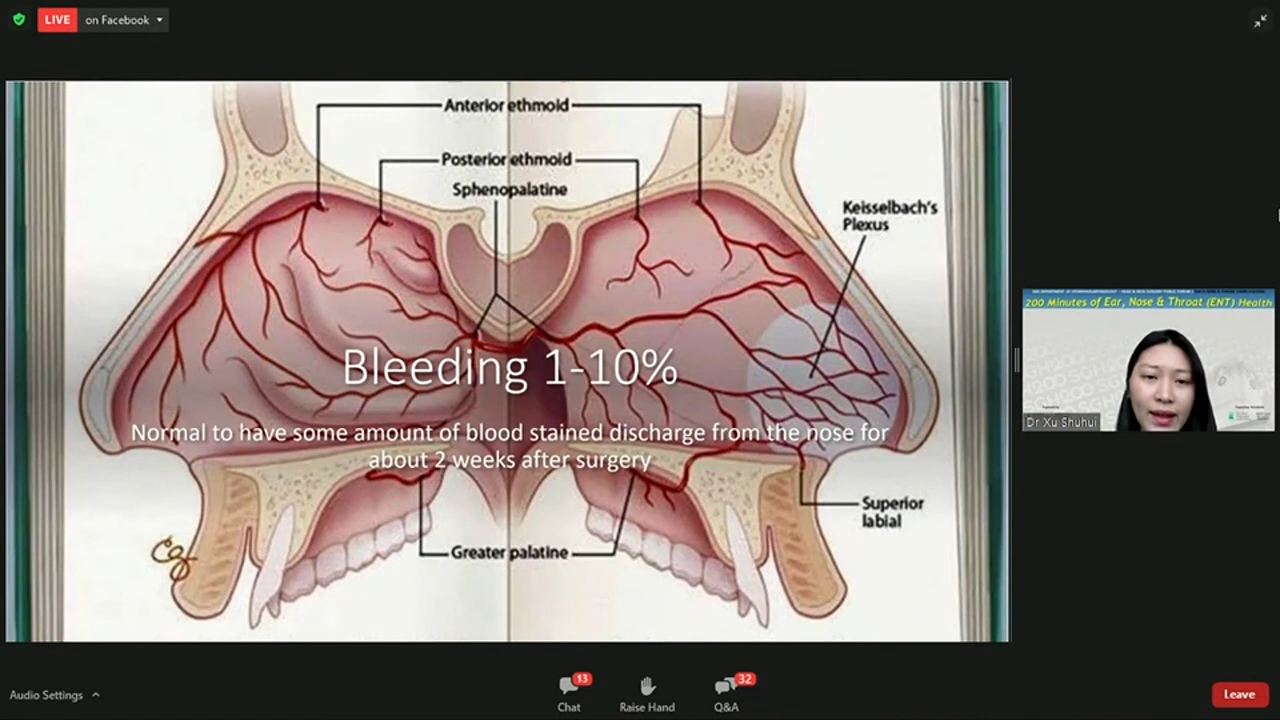 LIVE on Facebook
Anterior ethmoid
Posterior ethmoid
Sphenopalatine
Keisselbach's
Plexus
Bleeding 1-10%
Normal to have some amount of blood stained discharge from the nose for
about 2 weeks after surgery
Superior
labial
Greater palatine
200 Minutes of Ear, Nose & Throat (ENT) Health
Dr Xu Shuhui
Audio Settings
13
Chat
Raise Hand
32
Q&A
Leave